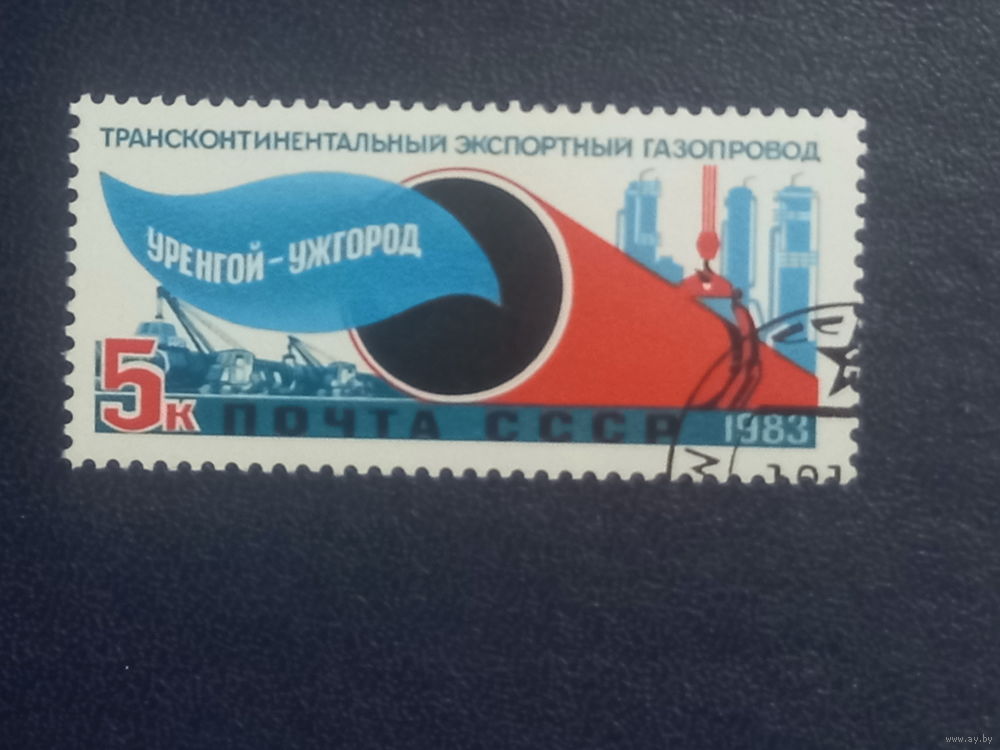 ТРАНСКОНТИНЕНТАЛЬНЫЙ ЭКСПОРТНЫЙ ГАЗОПРОВОД
УРЕНГОЙ-УЖГОРОД
5к ПОЧТА СССР 1983
www.ay.by